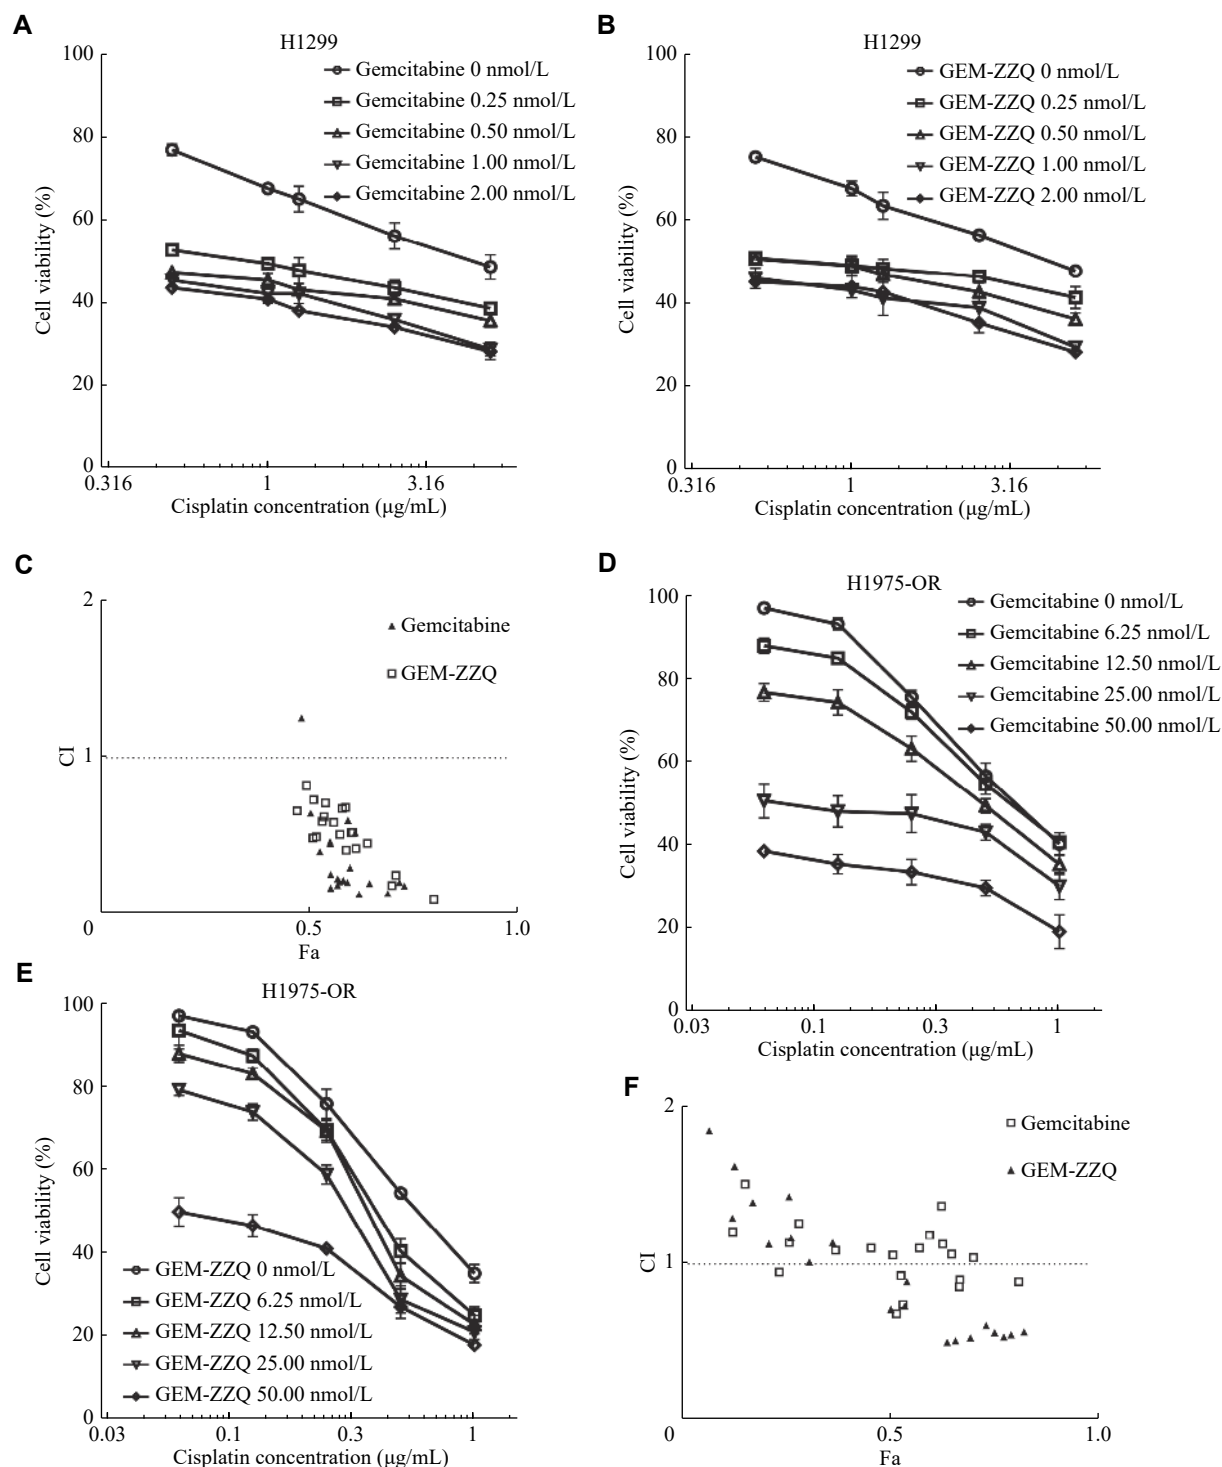 A
H1299
100
80
60
40
20
0
Cell viability (%)
Gemcitabine 0 nmol/L
Gemcitabine 0.25 nmol/L
Gemcitabine 0.50 nmol/L
Gemcitabine 1.00 nmol/L
Gemcitabine 2.00 nmol/L
0.316 1 3.16
Cisplatin concentration (μg/mL)
B
H1299
100
80
60
40
20
0
Cell viability (%)
GEM-ZZQ 0 nmol/L
GEM-ZZQ 0.25 nmol/L
GEM-ZZQ 0.50 nmol/L
GEM-ZZQ 1.00 nmol/L
GEM-ZZQ 2.00 nmol/L
0.316 1 3.16
Cisplatin concentration (μg/mL)
C
2
1
CI
Gemcitabine
GEM-ZZQ
0 0.5 1.0
Fa
D
H1975-OR
100
80
60
40
20
0
Cell viability (%)
Gemcitabine 0 nmol/L
Gemcitabine 6.25 nmol/L
Gemcitabine 12.50 nmol/L
Gemcitabine 25.00 nmol/L
Gemcitabine 50.00 nmol/L
0.03 0.1 0.3 1
Cisplatin concentration (μg/mL)
E
H1975-OR
100
80
60
40
20
0
Cell viability (%)
GEM-ZZQ 0 nmol/L
GEM-ZZQ 6.25 nmol/L
GEM-ZZQ 12.50 nmol/L
GEM-ZZQ 25.00 nmol/L
GEM-ZZQ 50.00 nmol/L
0.03 0.1 0.3 1
Cisplatin concentration (μg/mL)
F
2
1
CI
Gemcitabine
GEM-ZZQ
0 0.5 1.0
Fa